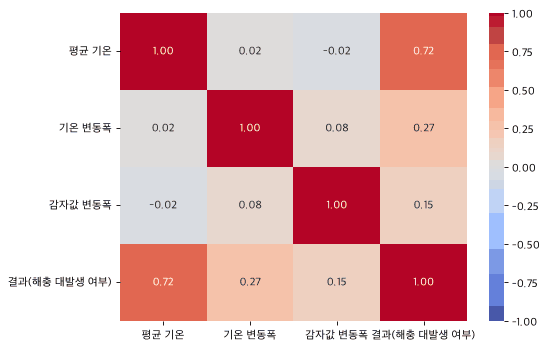 평균 기온 1.00 0.02 -0.02 0.72
기온 변동폭 0.02 1.00 0.08 0.27
감자값 변동폭 -0.02 0.08 1.00 0.15
결과(해충 대발생 여부) 0.72 0.27 0.15 1.00
평균 기온 기온 변동폭 감자값 변동폭 결과(해충 대발생 여부)
1.00
0.75
0.50
0.25
0.00
-0.25
-0.50
-0.75
-1.00